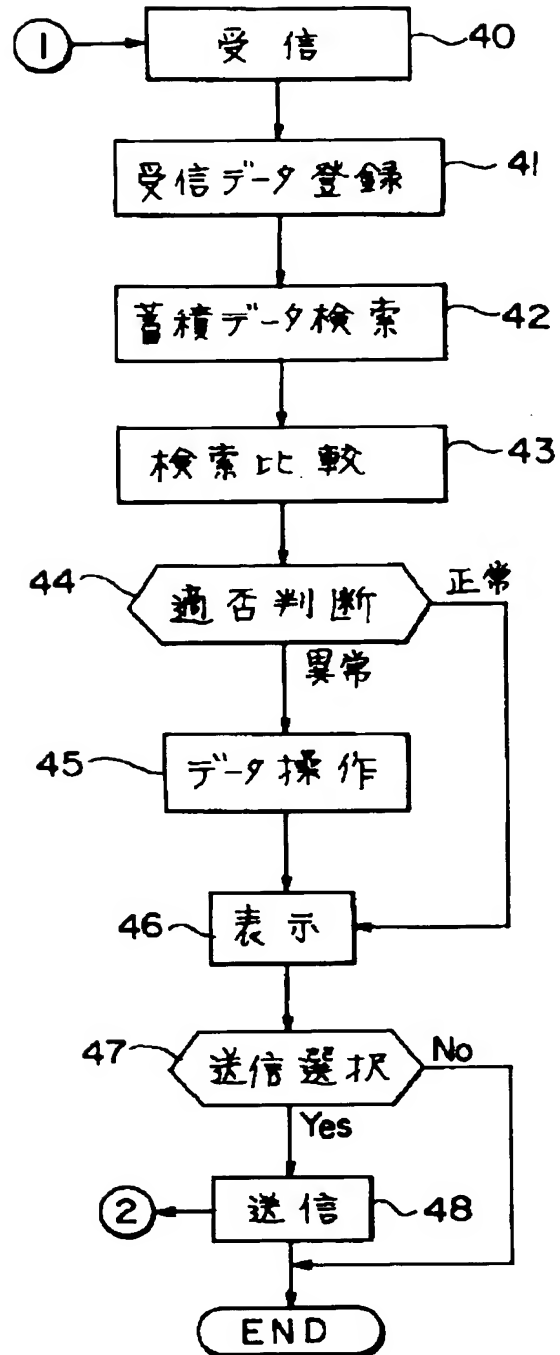 1
受信
40
受信データ登録
41
蓄積データ検索
42
検索比較
43
44
適否判断
正常
異常
45
データ操作
46
表示
47
送信選択
No
Yes
2
送信
48
END